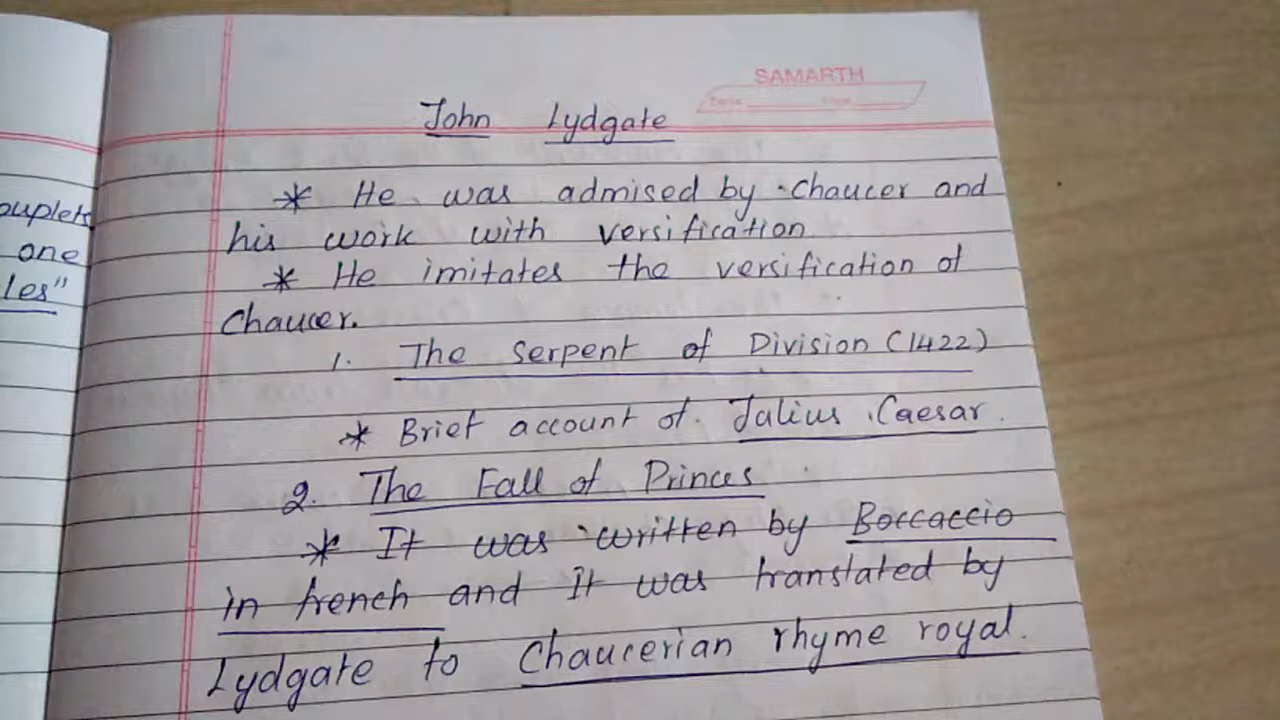 ouplets
one
les"
SAMARTH
John Lydgate
* He was admised by Chaucer and
his work with versification
* He imitates the versification of
Chaucer.
1. The Serpent of Division (1422)
* Brief account of Julius Caesar.
2. The Fall of Princes
* It was written by Boccaccio
in french and It was translated by
Lydgate to Chaucerian rhyme royal.